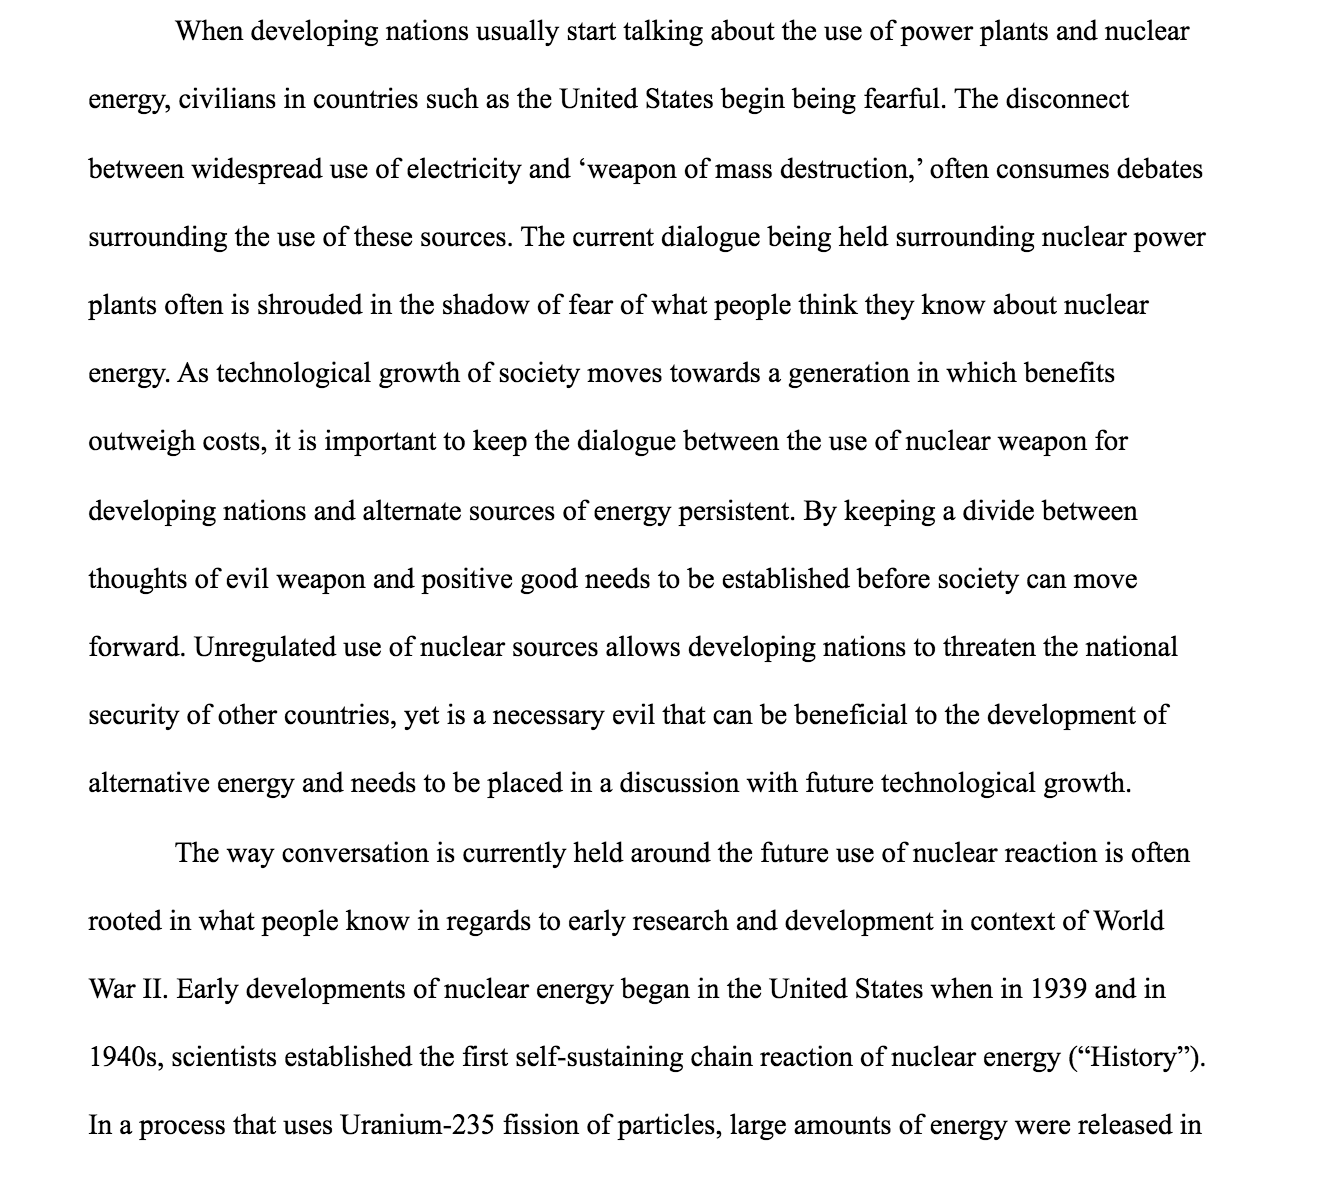 When developing nations usually start talking about the use of power plants and nuclear
energy, civilians in countries such as the United States begin being fearful. The disconnect
between widespread use of electricity and ‘weapon of mass destruction,’ often consumes debates
surrounding the use of these sources. The current dialogue being held surrounding nuclear power
plants often is shrouded in the shadow of fear of what people think they know about nuclear
energy. As technological growth of society moves towards a generation in which benefits
outweigh costs, it is important to keep the dialogue between the use of nuclear weapon for
developing nations and alternate sources of energy persistent. By keeping a divide between
thoughts of evil weapon and positive good needs to be established before society can move
forward. Unregulated use of nuclear sources allows developing nations to threaten the national
security of other countries, yet is a necessary evil that can be beneficial to the development of
alternative energy and needs to be placed in a discussion with future technological growth.
The way conversation is currently held around the future use of nuclear reaction is often
rooted in what people know in regards to early research and development in context of World
War II. Early developments of nuclear energy began in the United States when in 1939 and in
1940s, scientists established the first self-sustaining chain reaction of nuclear energy (“History”).
In a process that uses Uranium-235 fission of particles, large amounts of energy were released in